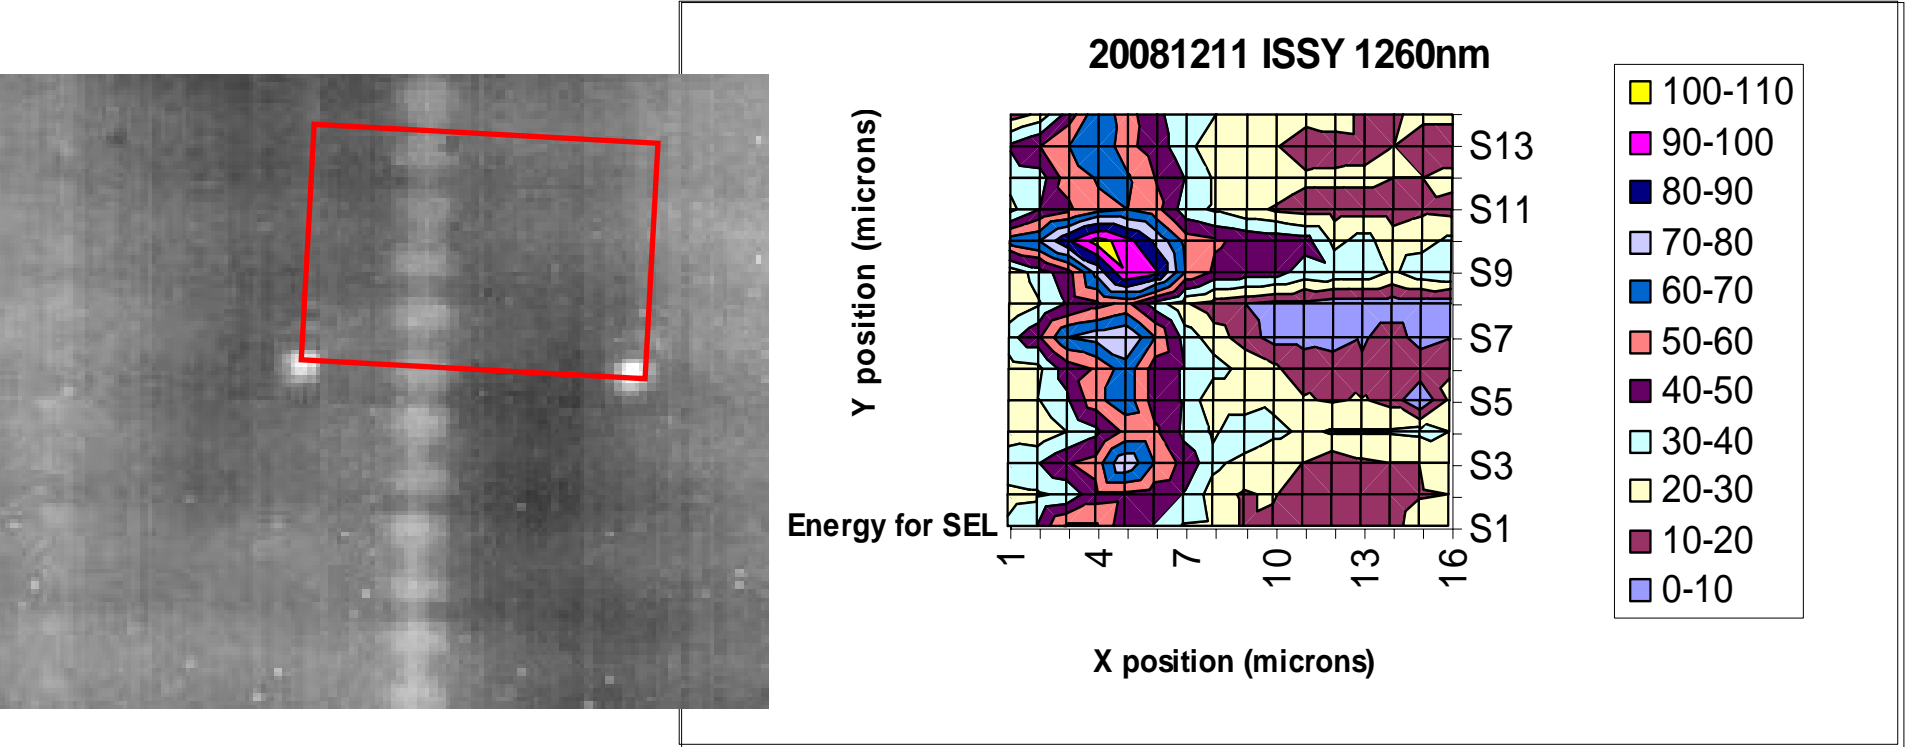 20081211 ISSY 1260nm
Y position (microns)
Energy for SEL
S13
S11
S9
S7
S5
S3
S1
1
4
7
10
13
16
X position (microns)
100-110
90-100
80-90
70-80
60-70
50-60
40-50
30-40
20-30
10-20
0-10